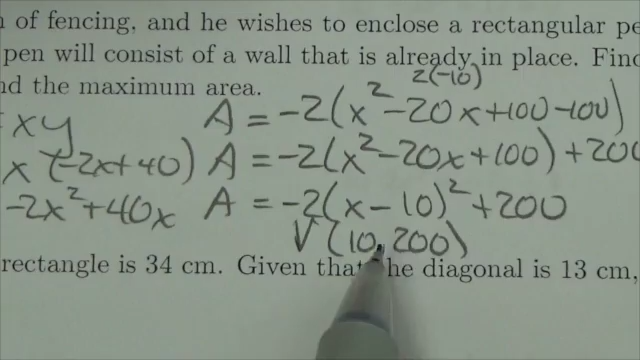 of fencing, and he wishes to enclose a rectangular pe
pen will consist of a wall that is already in place. Find
nd the maximum area.
2(-10)
A = -2(x² - 20x + 100 - 100)
= xy
x (-2x+40) A = -2(x² - 20x + 100) + 200
-2x² + 40x A = -2(x - 10)² + 200
V (10, 200)
rectangle is 34 cm. Given that he diagonal is 13 cm,